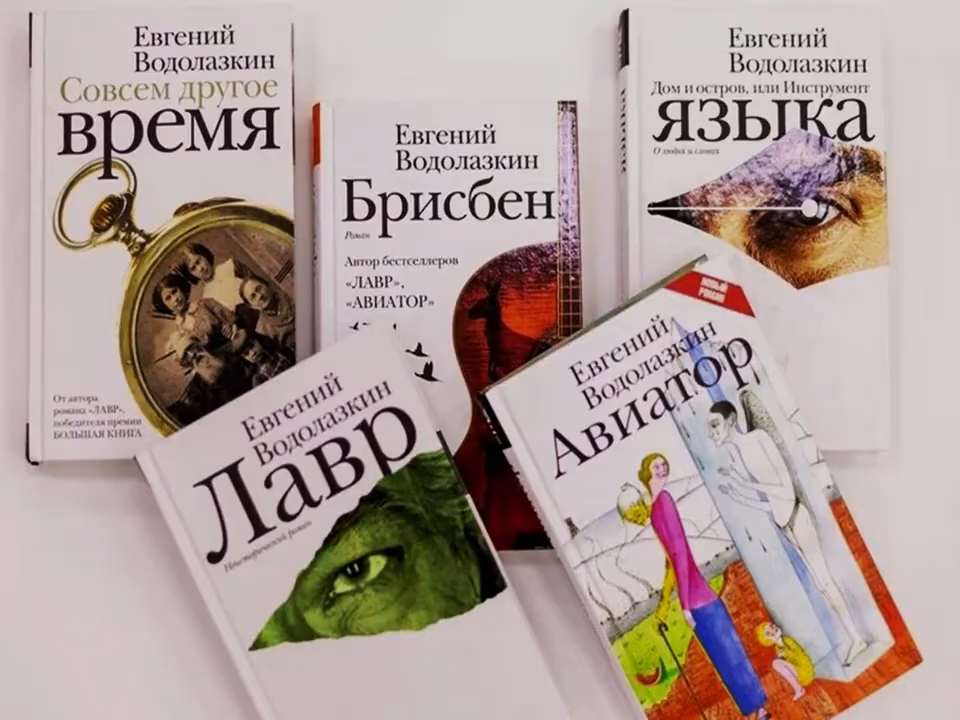 Евгений
Водолазкин
Совсем другое
время
От автора
романа «ЛАВР»,
победителя премии
БОЛЬШАЯ КНИГА
Евгений
Водолазкин
Брисбен
Роман
Автор бестселлеров
«ЛАВР»,
«АВИАТОР»
Евгений
Водолазкин
Дом и остров, или Инструмент
языка
О людях и словах
Евгений
Водолазкин
Лавр
Неисторический роман
НОВЫЙ
РОМАН
Евгений
Водолазкин
Авиатор